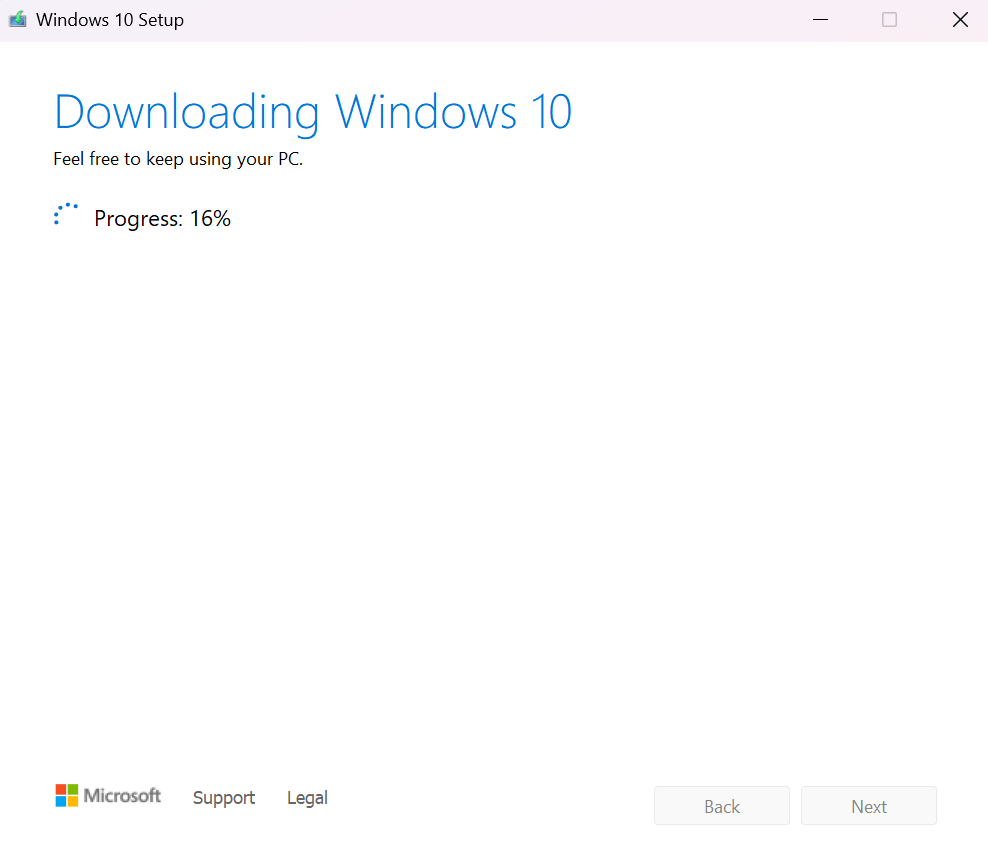 Windows 10 Setup
Downloading Windows 10
Feel free to keep using your PC.
Progress: 16%
Microsoft Support Legal Back Next